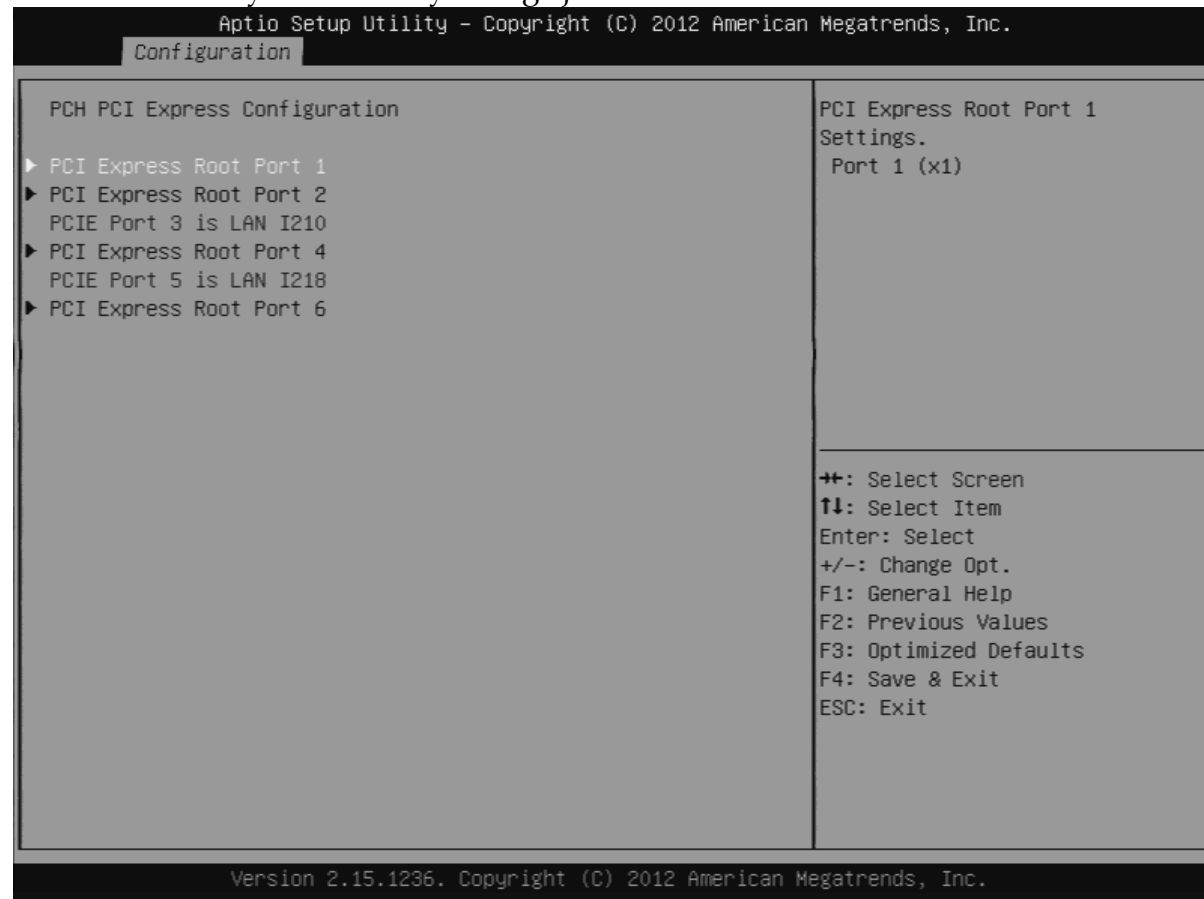 Aptio Setup Utility – Copyright (C) 2012 American Megatrends, Inc.
Configuration
PCH PCI Express Configuration
▶ PCI Express Root Port 1
▶ PCI Express Root Port 2
PCIE Port 3 is LAN I210
▶ PCI Express Root Port 4
PCIE Port 5 is LAN I218
▶ PCI Express Root Port 6
PCI Express Root Port 1
Settings.
Port 1 (x1)
→←: Select Screen
↑↓: Select Item
Enter: Select
+/-: Change Opt.
F1: General Help
F2: Previous Values
F3: Optimized Defaults
F4: Save & Exit
ESC: Exit
Version 2.15.1236. Copyright (C) 2012 American Megatrends, Inc.